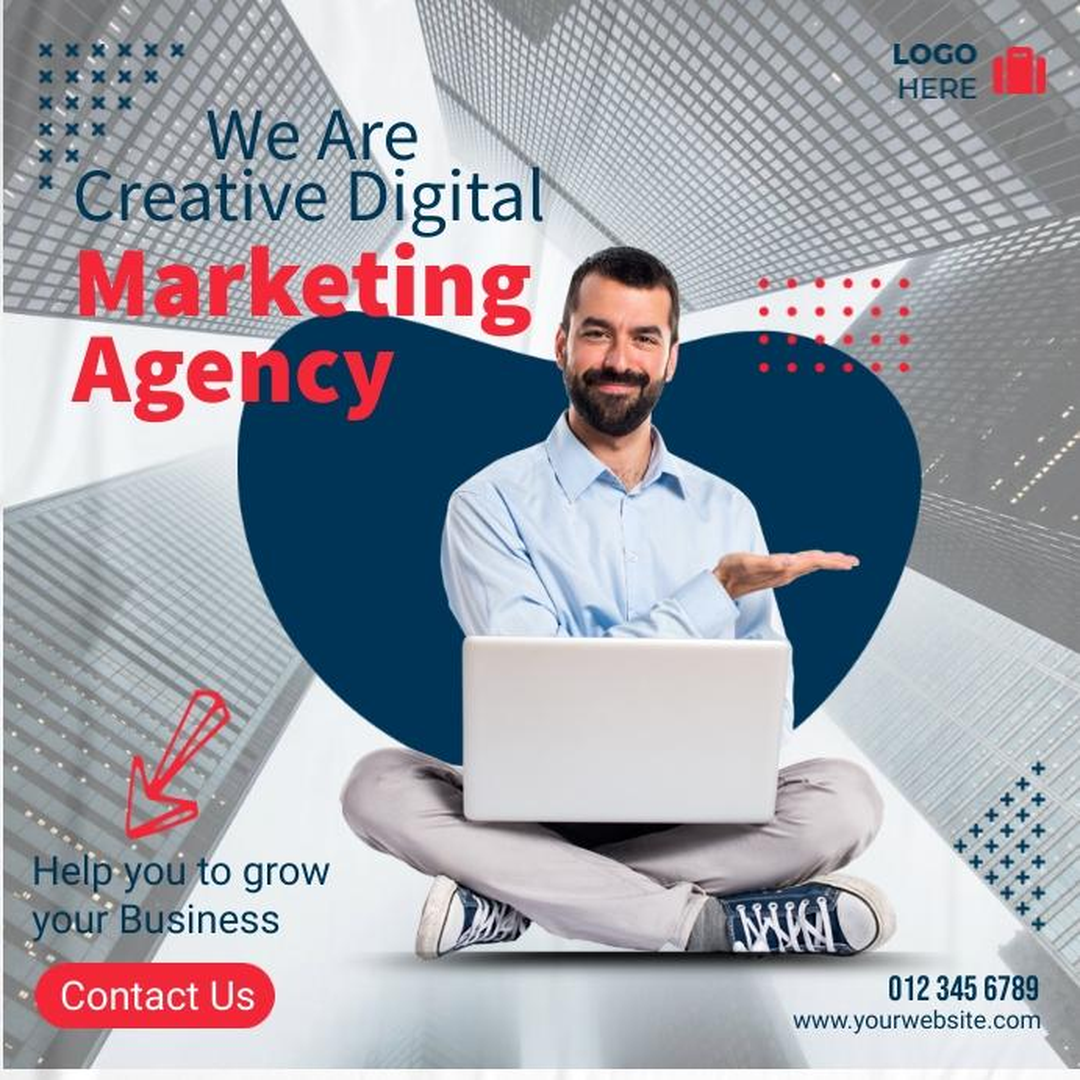 LOGO
HERE
We Are
Creative Digital
Marketing
Agency
Help you to grow
your Business
Contact Us
012 345 6789
www.yourwebsite.com